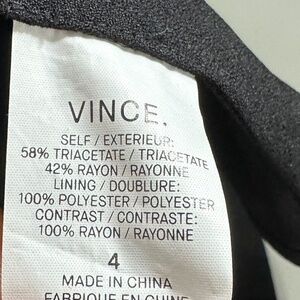 VINCE.
SELF / EXTERIEUR:
58% TRIACETATE / TRIACETATE
42% RAYON / RAYONNE
LINING / DOUBLURE:
100% POLYESTER / POLYESTER
CONTRAST / CONTRASTE:
100% RAYON / RAYONNE
4
MADE IN CHINA
FABRIQUE EN CHINE